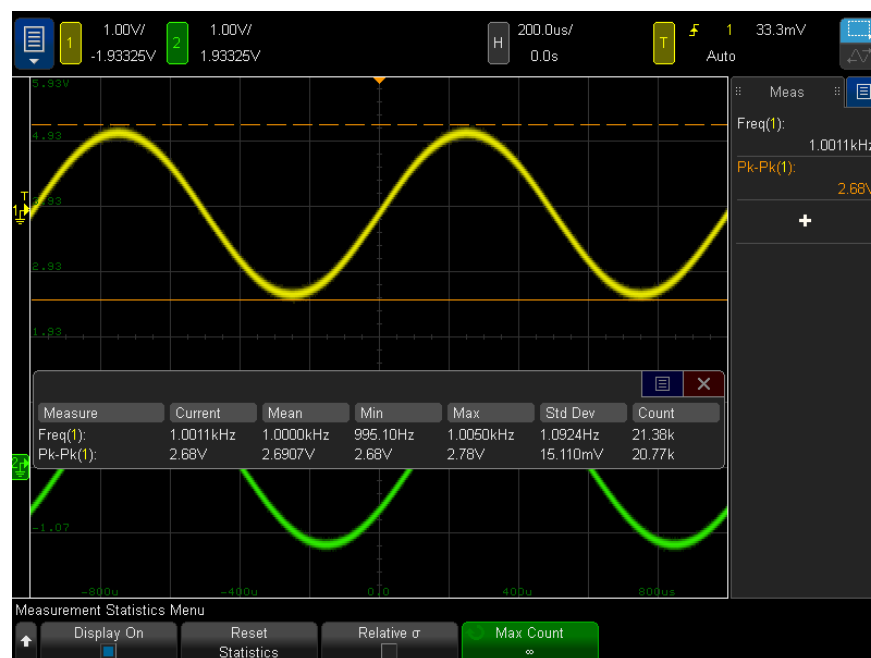 1 1.00V/ 2 1.00V/ H 200.0us/ T 1 33.3mV
-1.93325V 1.93325V 0.0s Auto
Meas
5.93V
Freq(1):
4.93
1.0011kHz
Pk-Pk(1):
2.68V
T
3.93
1
+
2.93
1.93
Measure Current Mean Min Max Std Dev Count
Freq(1): 1.0011kHz 1.0000kHz 995.10Hz 1.0050kHz 1.0924Hz 21.38k
Pk-Pk(1): 2.68V 2.6907V 2.68V 2.78V 15.110mV 20.77k
2
-1.07
-800u -400u 0.0 400u 800us
Measurement Statistics Menu
Display On Reset Relative σ Max Count
Statistics ∞